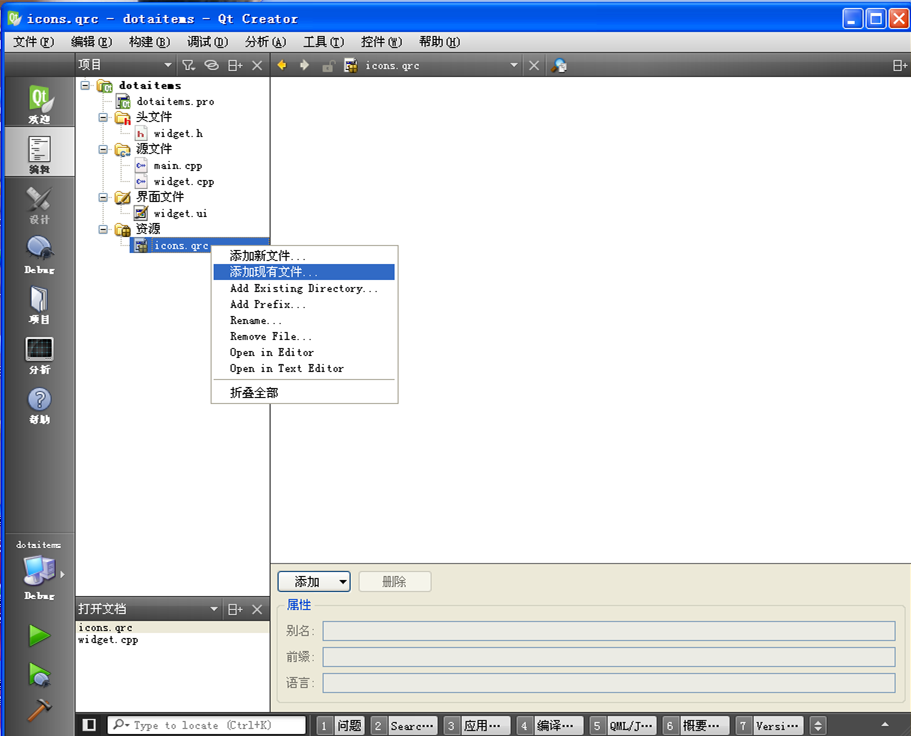 icons.qrc - dotaitems - Qt Creator
文件(F) 编辑(E) 构建(B) 调试(D) 分析(A) 工具(T) 控件(W) 帮助(H)
项目
icons.qrc
Qt
欢迎
编辑
设计
Debug
项目
分析
帮助
dotaitems
Debug
dotaitems
dotaitems.pro
头文件
widget.h
源文件
main.cpp
widget.cpp
界面文件
widget.ui
资源
icons.qrc
添加新文件...
添加现有文件...
Add Existing Directory...
Add Prefix...
Rename...
Remove File...
Open in Editor
Open in Text Editor
折叠全部
打开文档
icons.qrc
widget.cpp
添加 删除
属性
别名:
前缀:
语言:
Type to locate (Ctrl+K)
1 问题 2 Searc... 3 应用... 4 编译... 5 QML/J... 6 概要... 7 Versi...